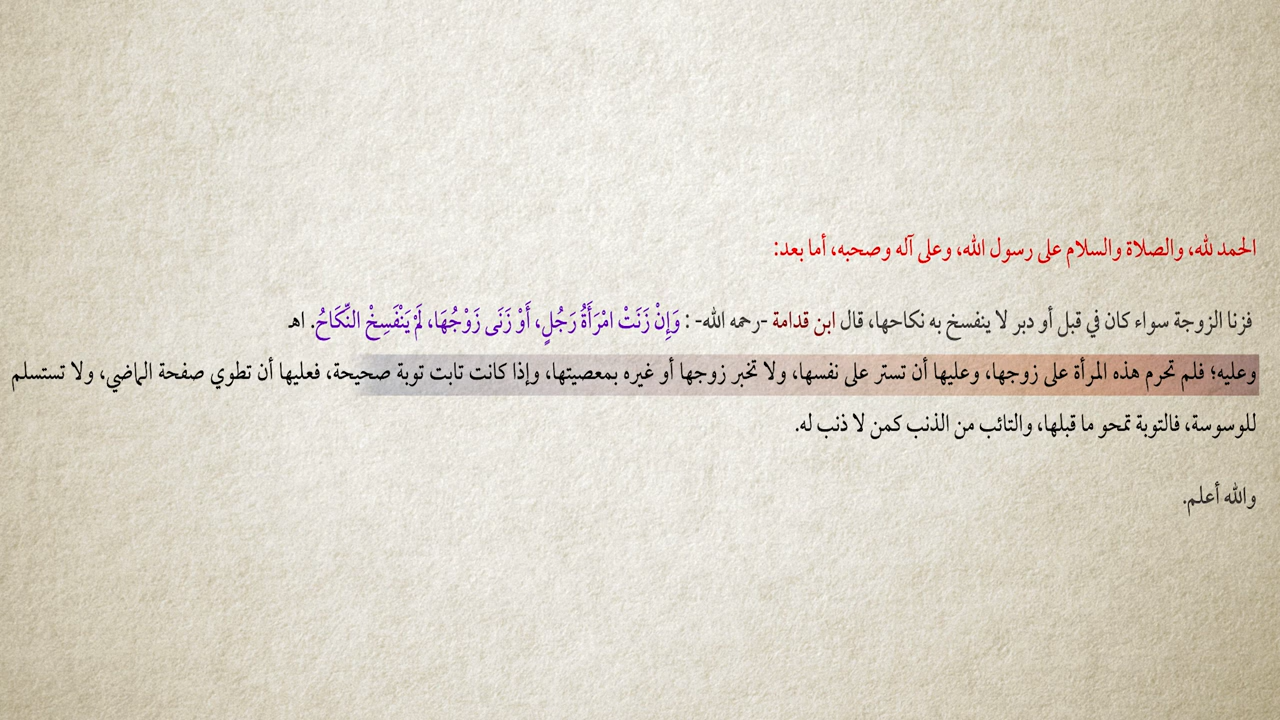 الحمد لله، والصلاة والسلام على رسول الله، وعلى آله وصحبه، أما بعد:
فزنا الزوجة سواء كان في قبل أو دبر لا ينفسخ به نكاحها، قال ابن قدامة -رحمه الله- : وَإِنْ زَنَتْ امْرَأَةُ رَجُلٍ، أَوْ زَنَى زَوْجُهَا، لَمْ يَنْفَسِخْ النِّكَاحُ. اهـ
وعليه؛ فلم تحرم هذه المرأة على زوجها، وعليها أن تستر على نفسها، ولا تخبر زوجها أو غيره بمعصيتها، وإذا كانت تابت توبة صحيحة، فعليها أن تطوي صفحة الماضي، ولا تستسلم
للوسوسة، فالتوبة تمحو ما قبلها، والتائب من الذنب كمن لا ذنب له.
والله أعلم.